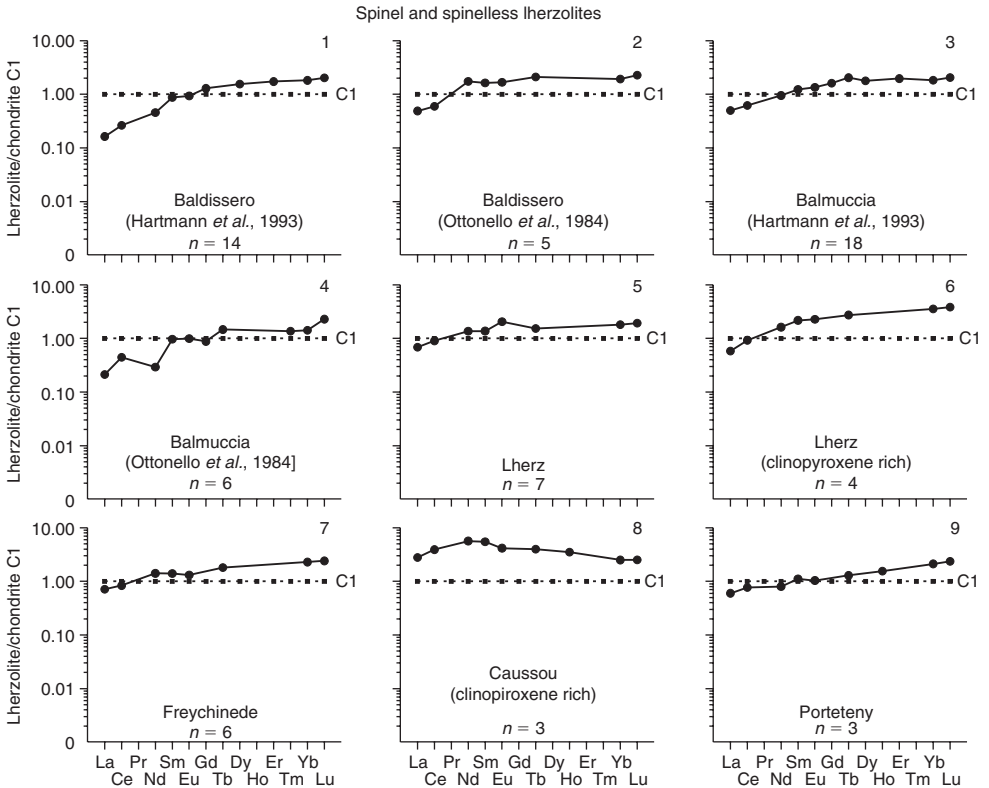 Spinel and spinelless lherzolites
Lherzolite/chondrite C1
10.00
1.00
0.10
0.01
0
1
C1
Baldissero
(Hartmann et al., 1993)
n = 14
2
C1
Baldissero
(Ottonello et al., 1984)
n = 5
3
C1
Balmuccia
(Hartmann et al., 1993)
n = 18
Lherzolite/chondrite C1
10.00
1.00
0.10
0.01
0
4
C1
Balmuccia
(Ottonello et al., 1984]
n = 6
5
C1
Lherz
n = 7
6
C1
Lherz
(clinopyroxene rich)
n = 4
Lherzolite/chondrite C1
10.00
1.00
0.10
0.01
0
7
C1
Freychinede
n = 6
8
C1
Caussou
(clinopiroxene rich)
n = 3
9
C1
Porteteny
n = 3
La Pr Sm Gd Dy Er Yb
Ce Nd Eu Tb Ho Tm Lu
La Pr Sm Gd Dy Er Yb
Ce Nd Eu Tb Ho Tm Lu
La Pr Sm Gd Dy Er Yb
Ce Nd Eu Tb Ho Tm Lu